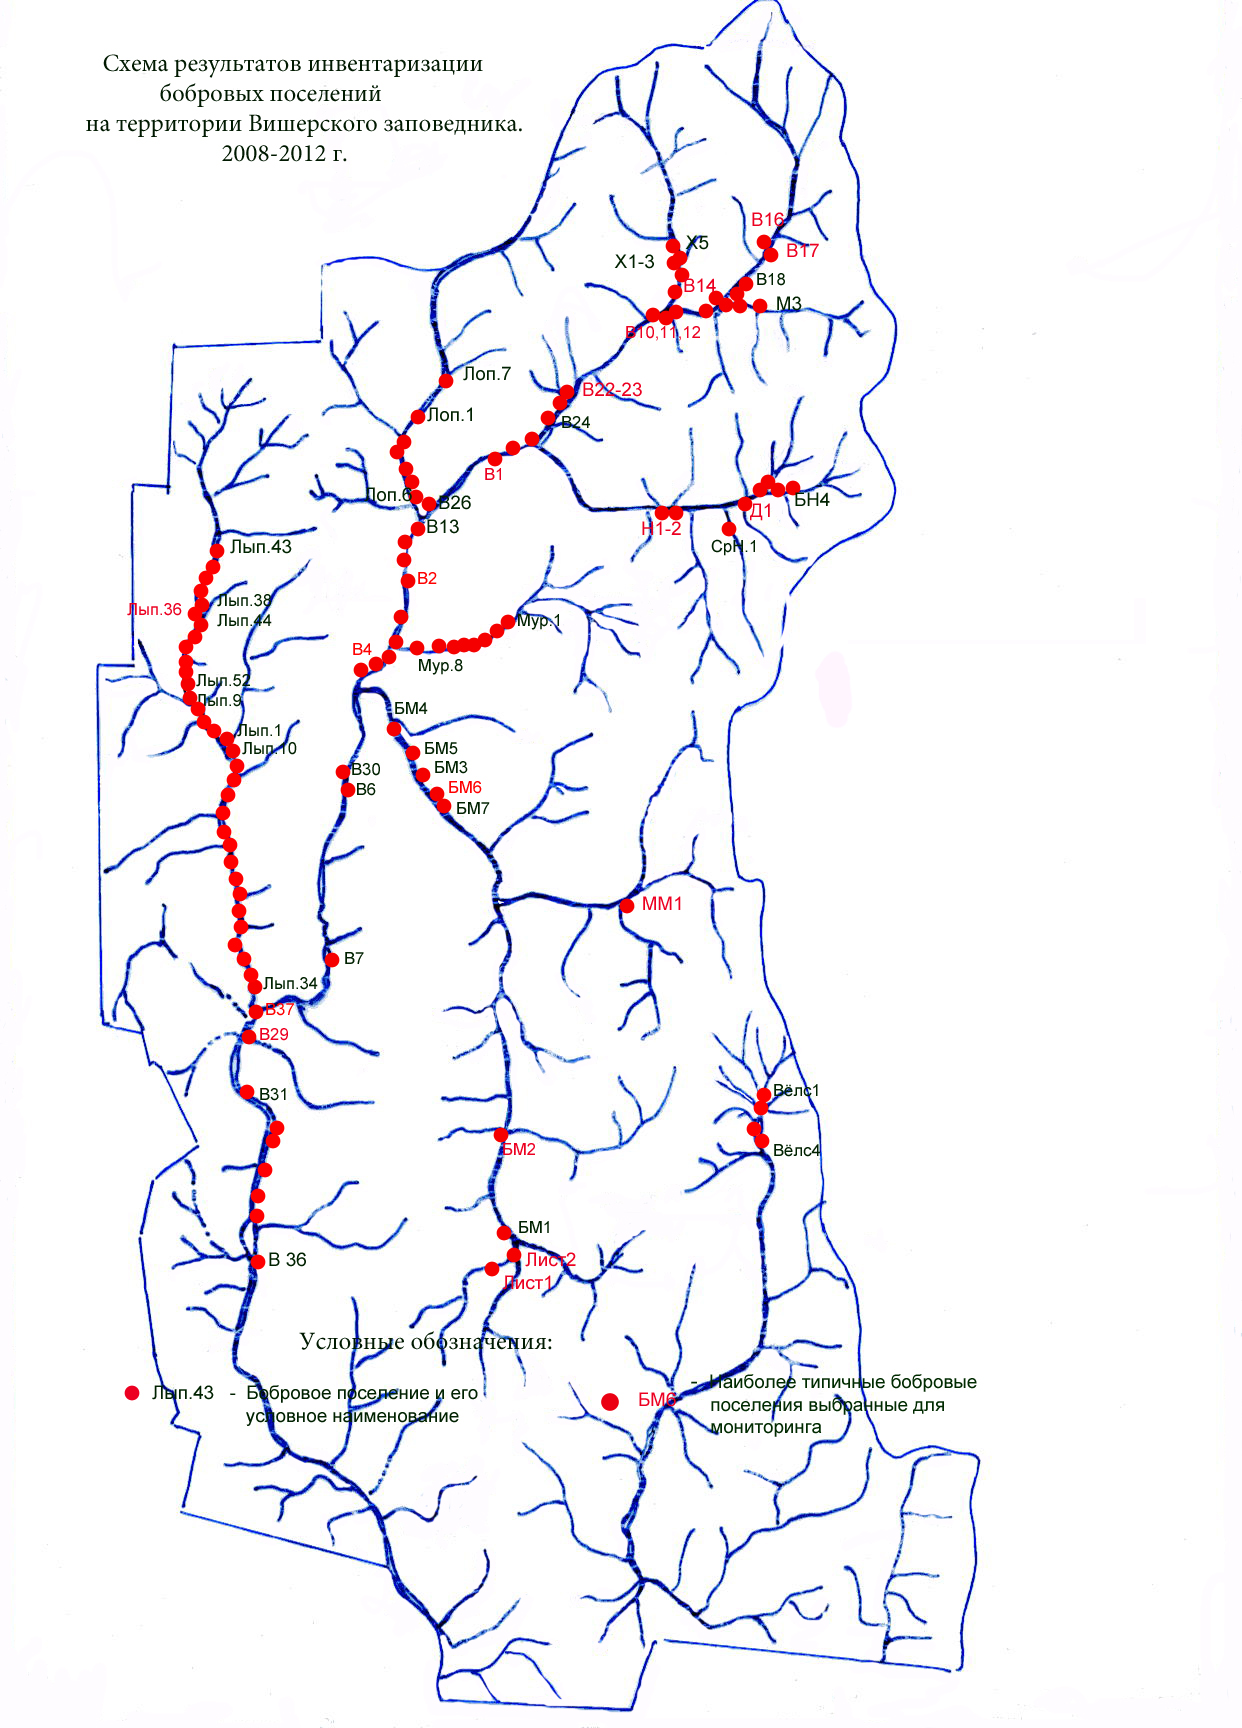 Схема результатов инвентаризации
бобровых поселений
на территории Вишерского заповедника.
2008-2012 г.
В16
Х5
В17
Х1-3
В18
В14
М3
В10,11,12
Лоп.7
В22-23
Лоп.1
В24
В1
Лоп.6
В26
БН4
Д1
В13
Н1-2
СрН.1
Лып.43
В2
Лып.38
Лып.36
Лып.44
Мур.1
В4
Мур.8
Лып.52
Лып.9
БМ4
Лып.1
Лып.10
БМ5
В30
БМ3
В6
БМ6
БМ7
ММ1
В7
Лып.34
В37
В29
Вёлс1
В31
БМ2
Вёлс4
БМ1
В 36
Лист2
Лист1
Условные обозначения:
Лып.43 - Бобровое поселение и его
условное наименование
БМ6 - Наиболее типичные бобровые
поселения выбранные для
мониторинга